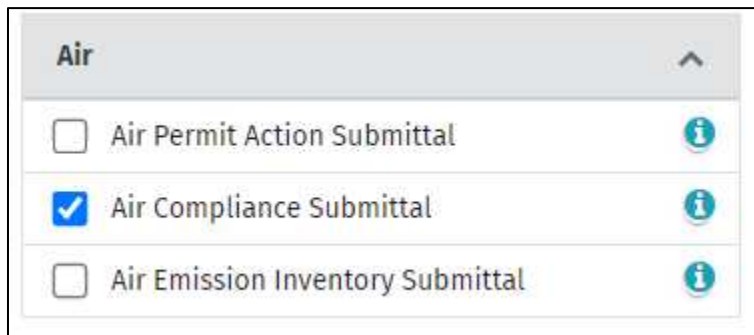 Air
Air Permit Action Submittal
Air Compliance Submittal
Air Emission Inventory Submittal